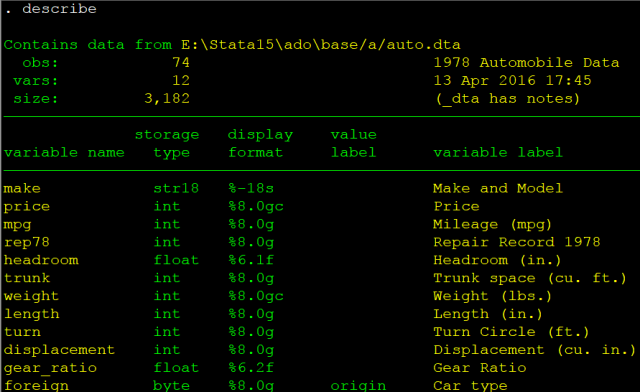 . describe
Contains data from E:\Stata15\ado\base/a/auto.dta
obs: 74 1978 Automobile Data
vars: 12 13 Apr 2016 17:45
size: 3,182 (_dta has notes)
storage display value
variable name type format label variable label
make str18 %-18s Make and Model
price int %8.0gc Price
mpg int %8.0g Mileage (mpg)
rep78 int %8.0g Repair Record 1978
headroom float %6.1f Headroom (in.)
trunk int %8.0g Trunk space (cu. ft.)
weight int %8.0gc Weight (lbs.)
length int %8.0g Length (in.)
turn int %8.0g Turn Circle (ft.)
displacement int %8.0g Displacement (cu. in.)
gear_ratio float %6.2f Gear Ratio
foreign byte %8.0g origin Car type